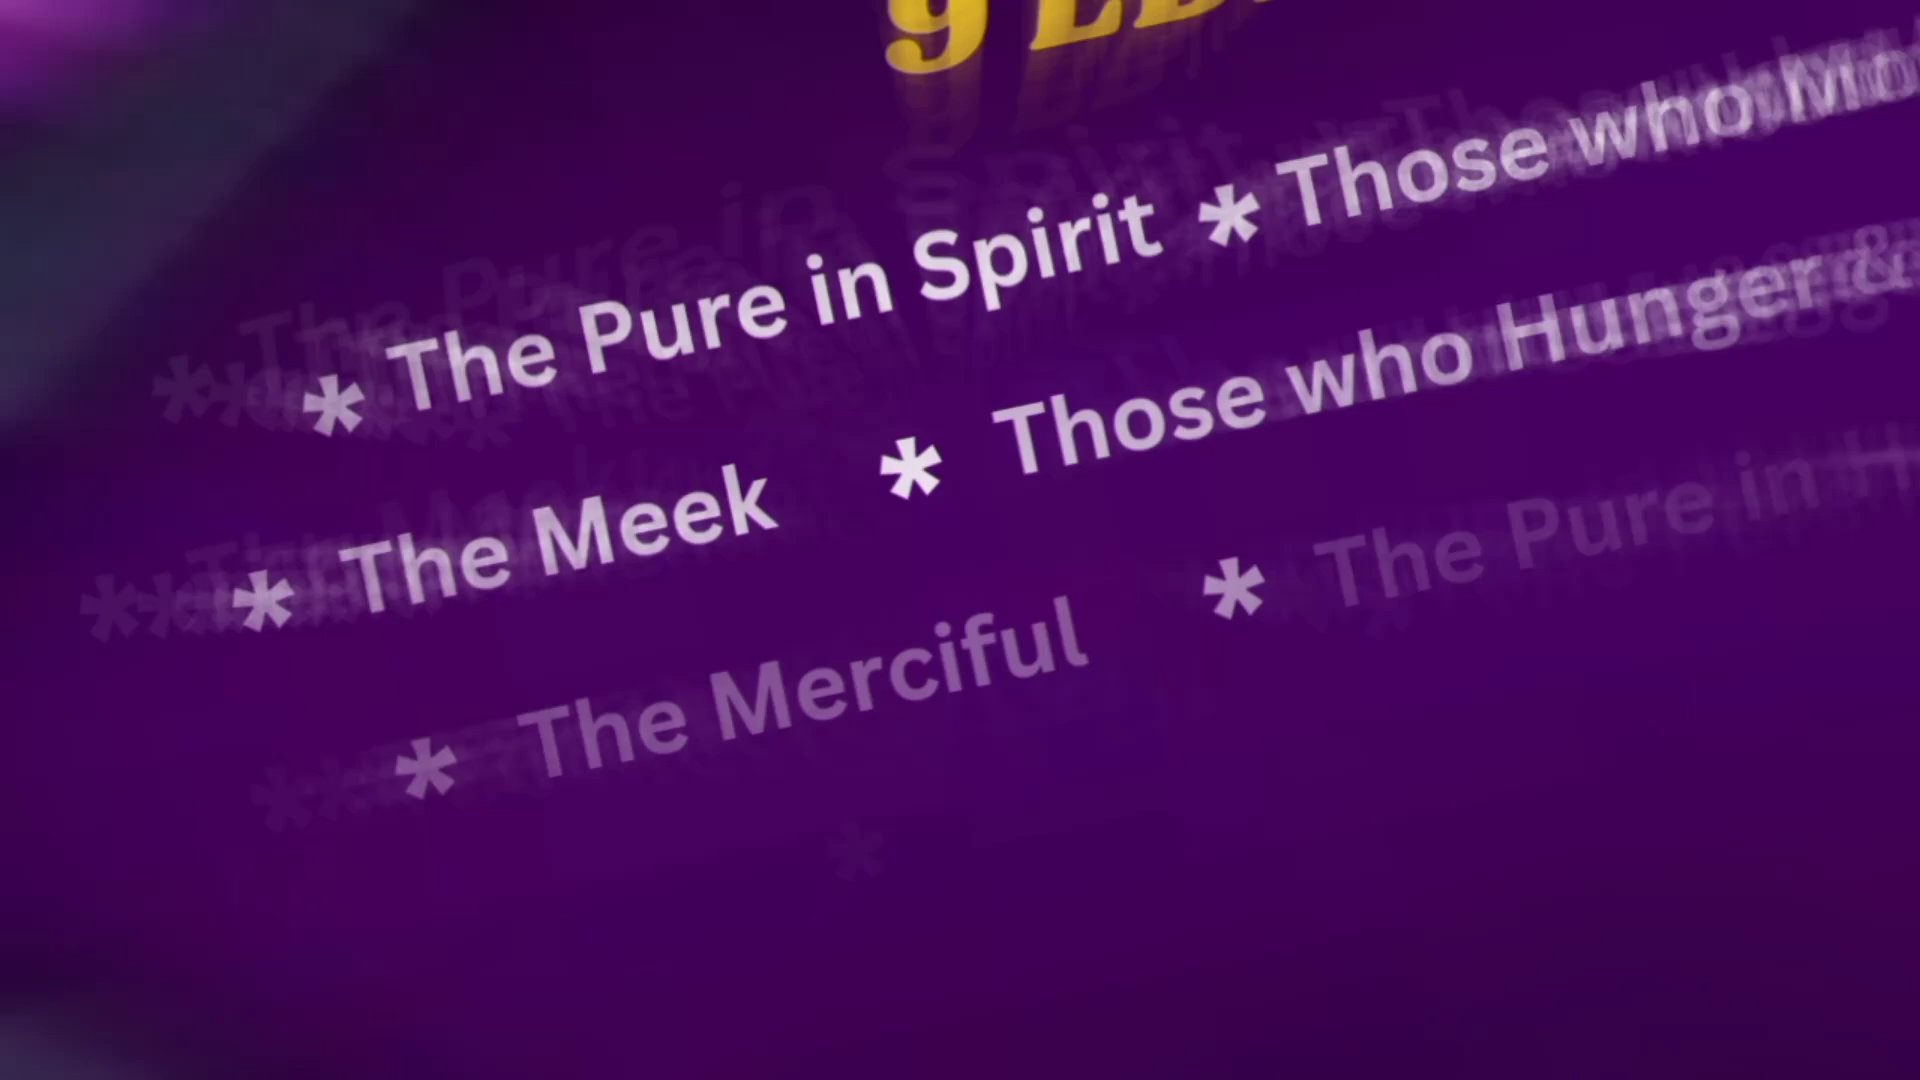 * The Pure in Spirit * Those who
* The Meek * Those who Hunger &
* The Merciful * The Pure in